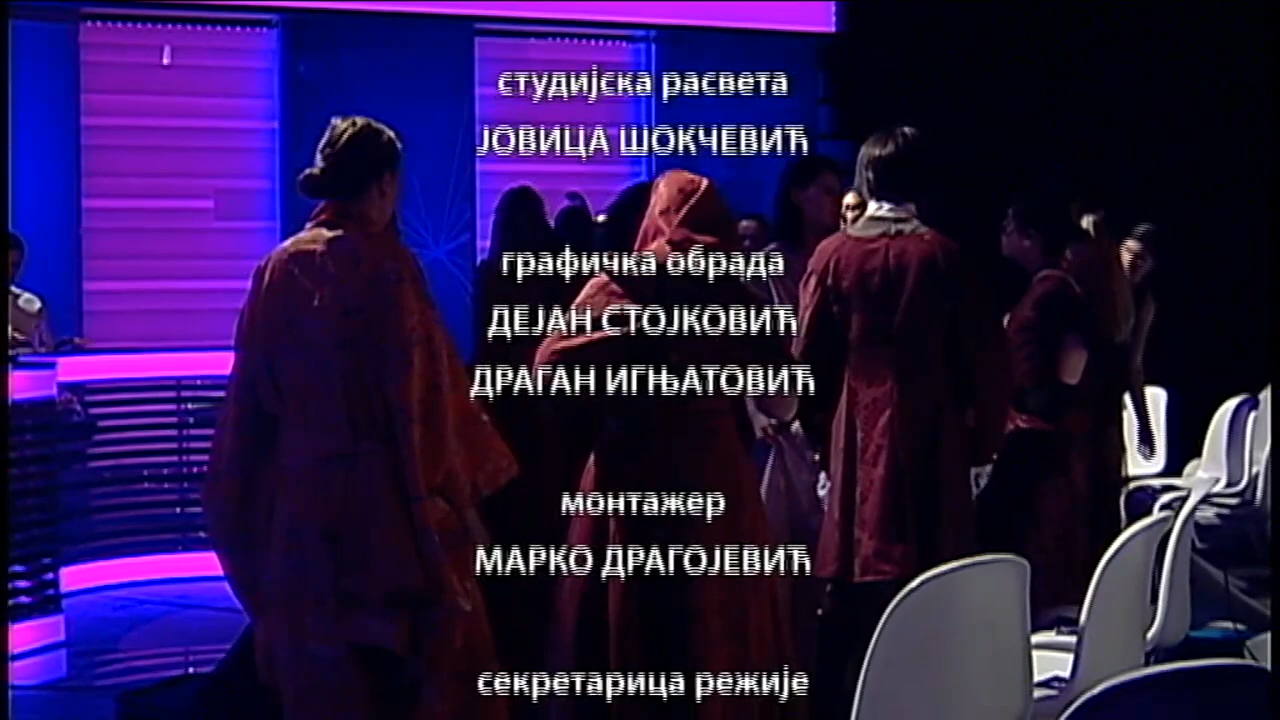 студијска расвета
ЈОВИЦА ШОКЧЕВИЋ
графичка обрада
ДЕЈАН СТОЈКОВИЋ
ДРАГАН ИГЊАТОВИЋ
монтажер
МАРКО ДРАГОЈЕВИЋ
секретарица режије